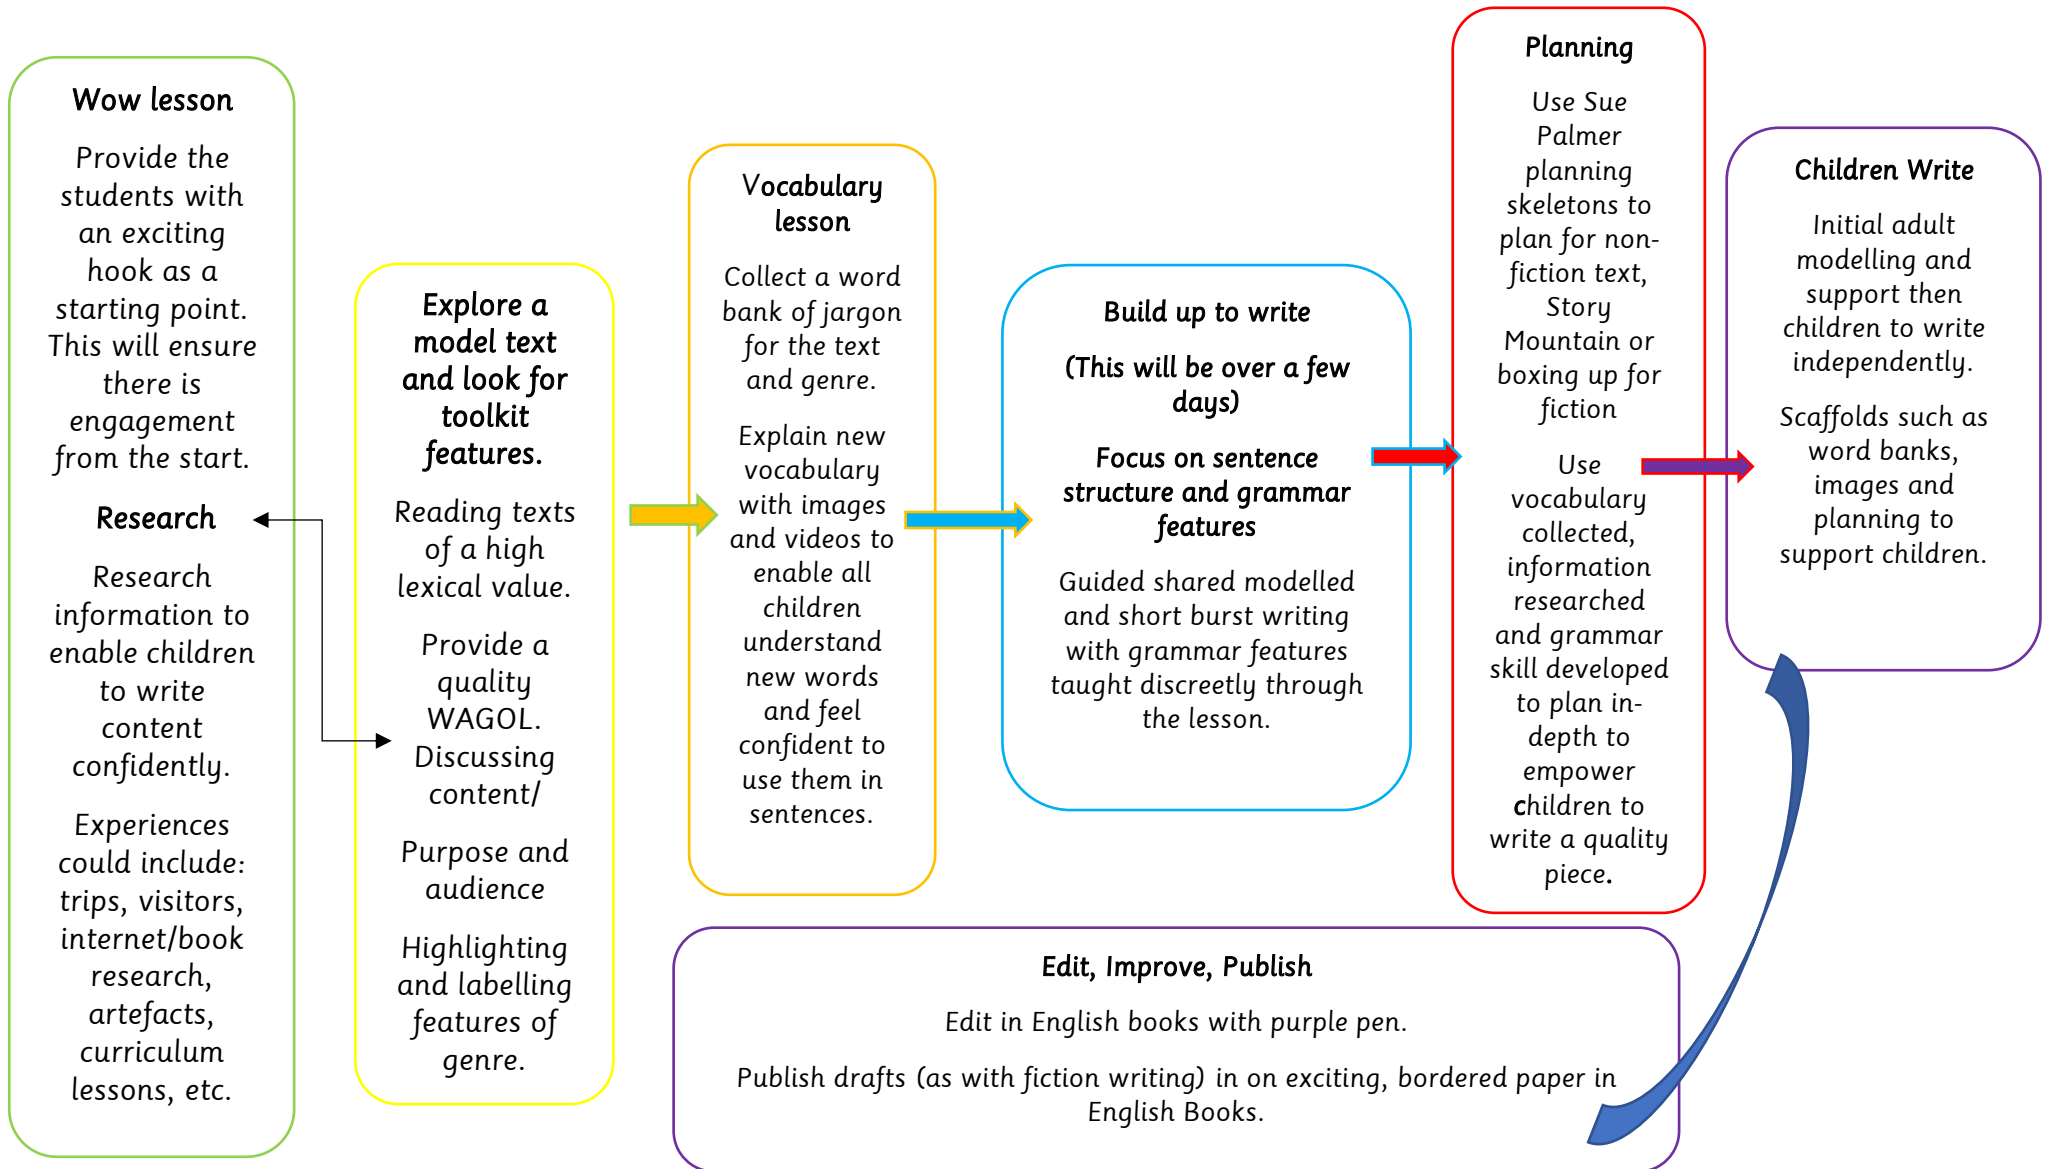 Wow lesson
Provide the
students with
an exciting
hook as a
starting point.
This will ensure
there is
engagement
from the start.
Research
Research
information to
enable children
to write
content
confidently.
Experiences
could include:
trips, visitors,
internet/book
research,
artefacts,
curriculum
lessons, etc.
Explore a
model text
and look for
toolkit
features.
Reading texts
of a high
lexical value.
Provide a
quality
WAGOL.
Discussing
content/
Purpose and
audience
Highlighting
and labelling
features of
genre.
Vocabulary
lesson
Collect a word
bank of jargon
for the text
and genre.
Explain new
vocabulary
with images
and videos to
enable all
children
understand
new words
and feel
confident to
use them in
sentences.
Build up to write
(This will be over a few
days)
Focus on sentence
structure and grammar
features
Guided shared modelled
and short burst writing
with grammar features
taught discreetly through
the lesson.
Planning
Use Sue
Palmer
planning
skeletons to
plan for non-
fiction text,
Story
Mountain or
boxing up for
fiction
Use
vocabulary
collected,
information
researched
and grammar
skill developed
to plan in-
depth to
empower
children to
write a quality
piece.
Children Write
Initial adult
modelling and
support then
children to write
independently.
Scaffolds such as
word banks,
images and
planning to
support children.
Edit, Improve, Publish
Edit in English books with purple pen.
Publish drafts (as with fiction writing) in on exciting, bordered paper in
English Books.